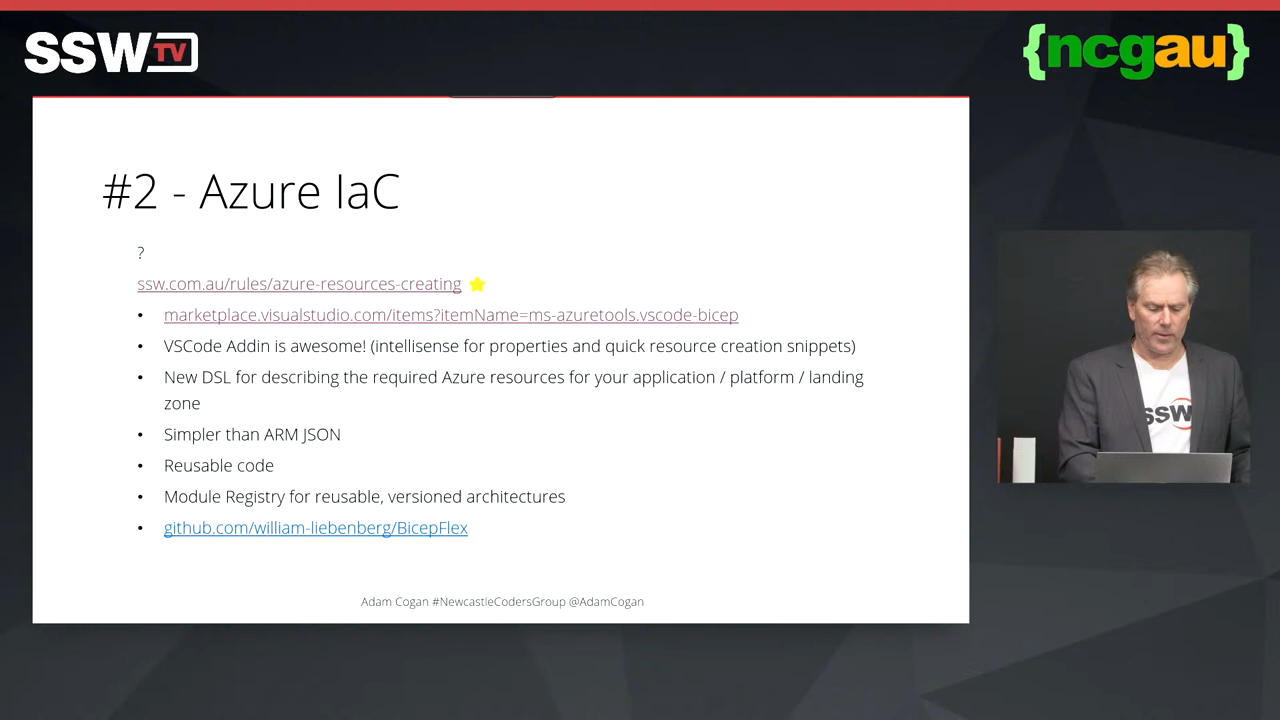 SSW TV
{ncgau}
#2 - Azure IaC
?
ssw.com.au/rules/azure-resources-creating
• marketplace.visualstudio.com/items?itemName=ms-azuretools.vscode-bicep
• VSCode Addin is awesome! (intellisense for properties and quick resource creation snippets)
• New DSL for describing the required Azure resources for your application / platform / landing
zone
• Simpler than ARM JSON
• Reusable code
• Module Registry for reusable, versioned architectures
• github.com/william-liebenberg/BicepFlex
Adam Cogan #NewcastleCodersGroup @AdamCogan
SSW